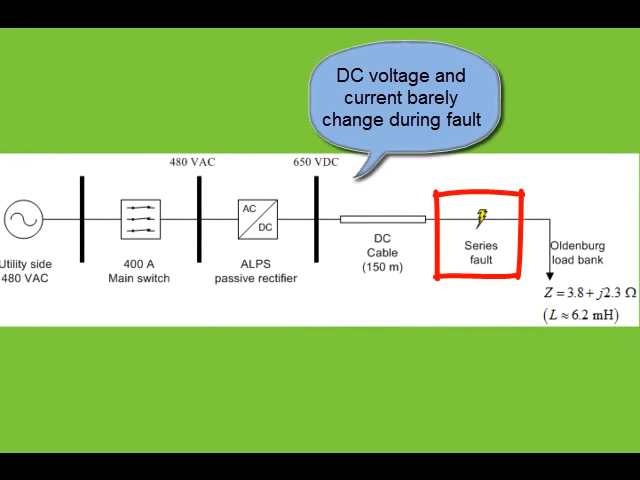 DC voltage and
current barely
change during fault
480 VAC
650 VDC
AC
DC
Utility side
480 VAC
400 A
Main switch
ALPS
passive rectifier
DC
Cable
(150 m)
Series
fault
Oldenburg
load bank
Z = 3.8 + j2.3 Ω
(L ≈ 6.2 mH)